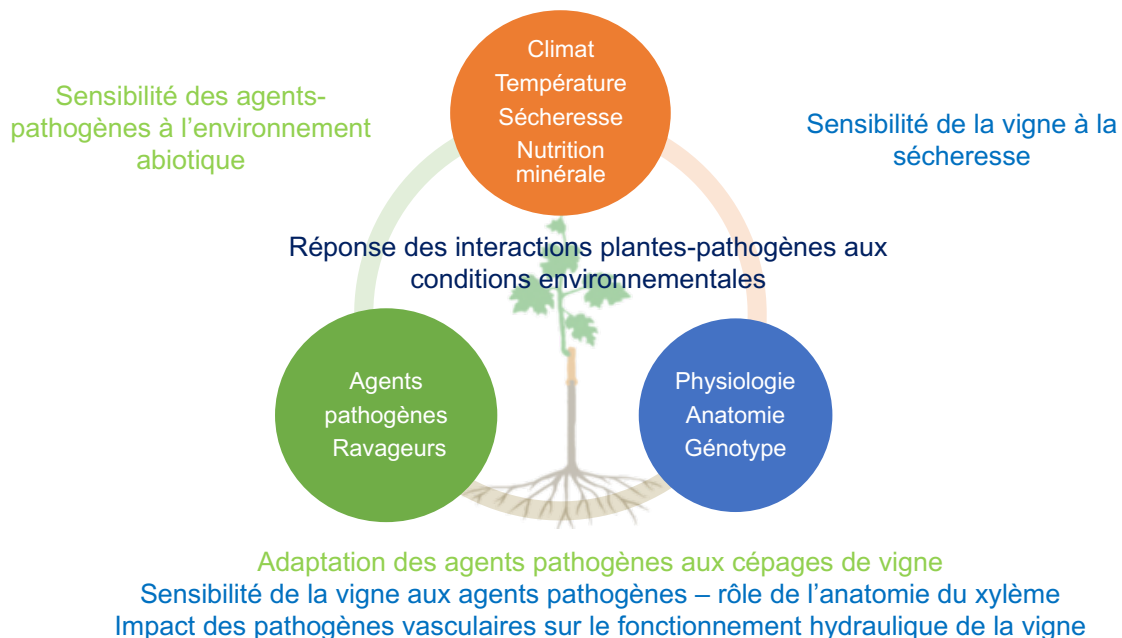 Climat
Température
Sécheresse
Nutrition
minérale
Sensibilité des agents-
pathogènes à l'environnement
abiotique
Sensibilité de la vigne à la
sécheresse
Réponse des interactions plantes-pathogènes aux
conditions environnementales
Agents
pathogènes
Ravageurs
Physiologie
Anatomie
Génotype
Adaptation des agents pathogènes aux cépages de vigne
Sensibilité de la vigne aux agents pathogènes – rôle de l'anatomie du xylème
Impact des pathogènes vasculaires sur le fonctionnement hydraulique de la vigne